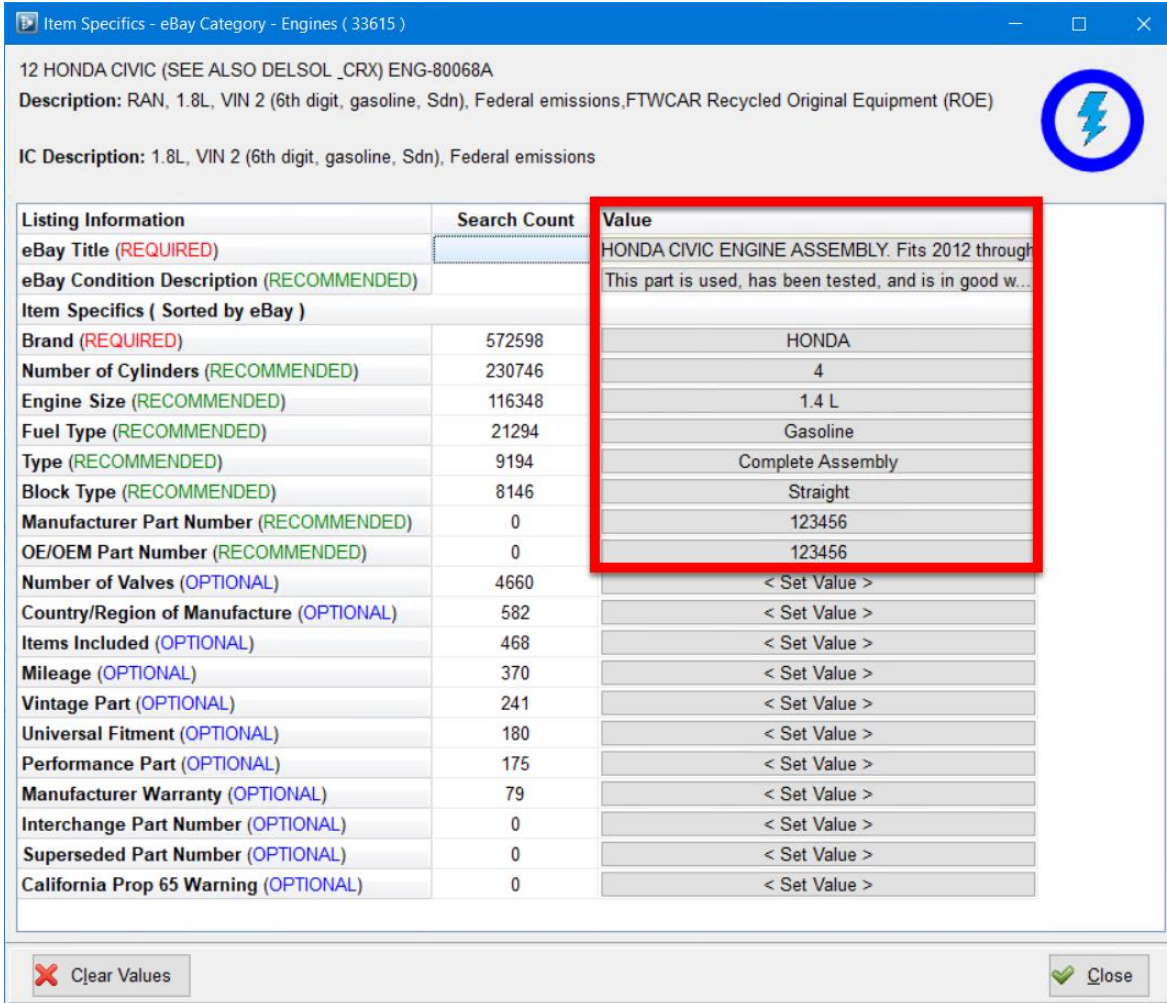 Item Specifics - eBay Category - Engines ( 33615 )
12 HONDA CIVIC (SEE ALSO DELSOL _CRX) ENG-80068A
Description: RAN, 1.8L, VIN 2 (6th digit, gasoline, Sdn), Federal emissions,FTWCAR Recycled Original Equipment (ROE)
IC Description: 1.8L, VIN 2 (6th digit, gasoline, Sdn), Federal emissions
Listing Information Search Count Value
eBay Title (REQUIRED) HONDA CIVIC ENGINE ASSEMBLY. Fits 2012 through
eBay Condition Description (RECOMMENDED) This part is used, has been tested, and is in good w...
Item Specifics ( Sorted by eBay )
Brand (REQUIRED) 572598 HONDA
Number of Cylinders (RECOMMENDED) 230746 4
Engine Size (RECOMMENDED) 116348 1.4 L
Fuel Type (RECOMMENDED) 21294 Gasoline
Type (RECOMMENDED) 9194 Complete Assembly
Block Type (RECOMMENDED) 8146 Straight
Manufacturer Part Number (RECOMMENDED) 0 123456
OE/OEM Part Number (RECOMMENDED) 0 123456
Number of Valves (OPTIONAL) 4660 < Set Value >
Country/Region of Manufacture (OPTIONAL) 582 < Set Value >
Items Included (OPTIONAL) 468 < Set Value >
Mileage (OPTIONAL) 370 < Set Value >
Vintage Part (OPTIONAL) 241 < Set Value >
Universal Fitment (OPTIONAL) 180 < Set Value >
Performance Part (OPTIONAL) 175 < Set Value >
Manufacturer Warranty (OPTIONAL) 79 < Set Value >
Interchange Part Number (OPTIONAL) 0 < Set Value >
Superseded Part Number (OPTIONAL) 0 < Set Value >
California Prop 65 Warning (OPTIONAL) 0 < Set Value >
Clear Values Close